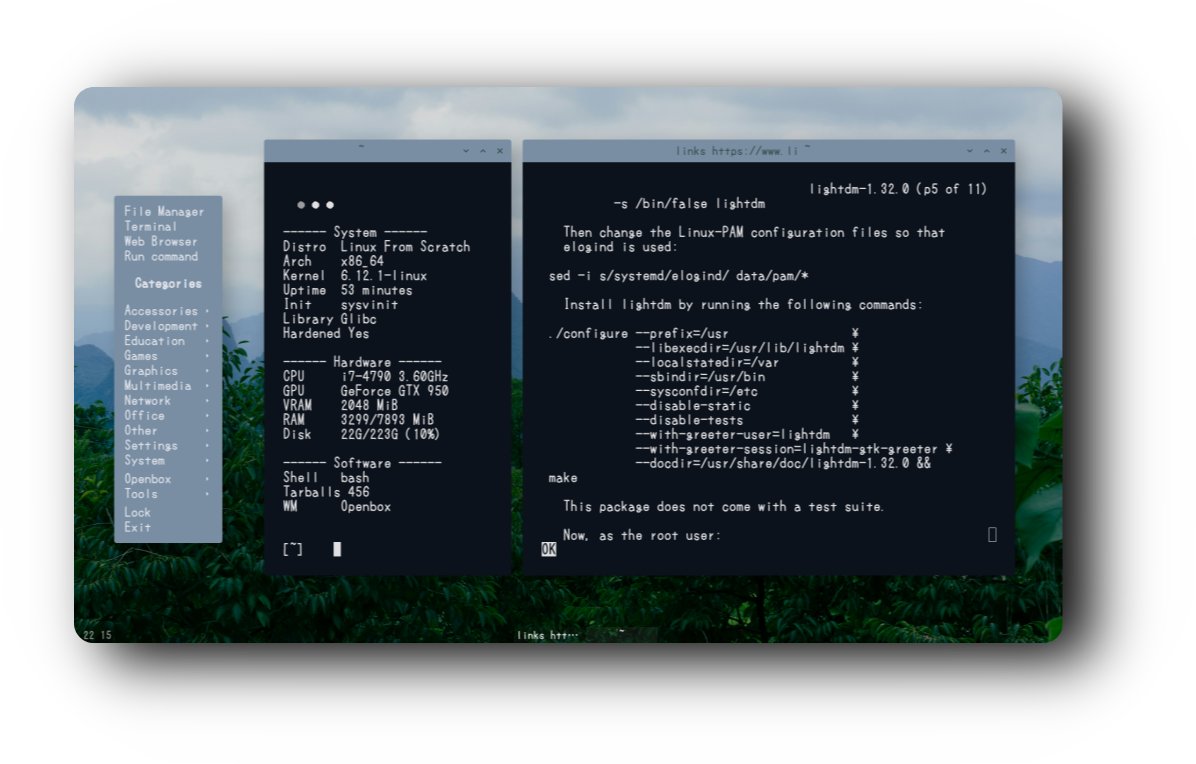 File Manager
Terminal
Web Browser
Run command
Categories
Accessories
Development
Education
Games
Graphics
Multimedia
Network
Office
Other
Settings
System
Openbox
Tools
Lock
Exit
~
------ System ------
Distro Linux From Scratch
Arch x86_64
Kernel 6.12.1-linux
Uptime 53 minutes
Init sysvinit
Library Glibc
Hardened Yes
------ Hardware ------
CPU i7-4790 3.60GHz
GPU GeForce GTX 950
VRAM 2048 MiB
RAM 3299/7893 MiB
Disk 22G/223G (10%)
------ Software ------
Shell bash
Tarballs 456
WM Openbox
[~]
links https://www.li ~
lightdm-1.32.0 (p5 of 11)
-s /bin/false lightdm
Then change the Linux-PAM configuration files so that
elogind is used:
sed -i s/systemd/elogind/ data/pam/*
Install lightdm by running the following commands:
./configure --prefix=/usr ¥
--libexecdir=/usr/lib/lightdm ¥
--localstatedir=/var ¥
--sbindir=/usr/bin ¥
--sysconfdir=/etc ¥
--disable-static ¥
--disable-tests ¥
--with-greeter-user=lightdm ¥
--with-greeter-session=lightdm-gtk-greeter ¥
--docdir=/usr/share/doc/lightdm-1.32.0 &&
make
This package does not come with a test suite.
Now, as the root user:
OK
22 15
links htt… ~